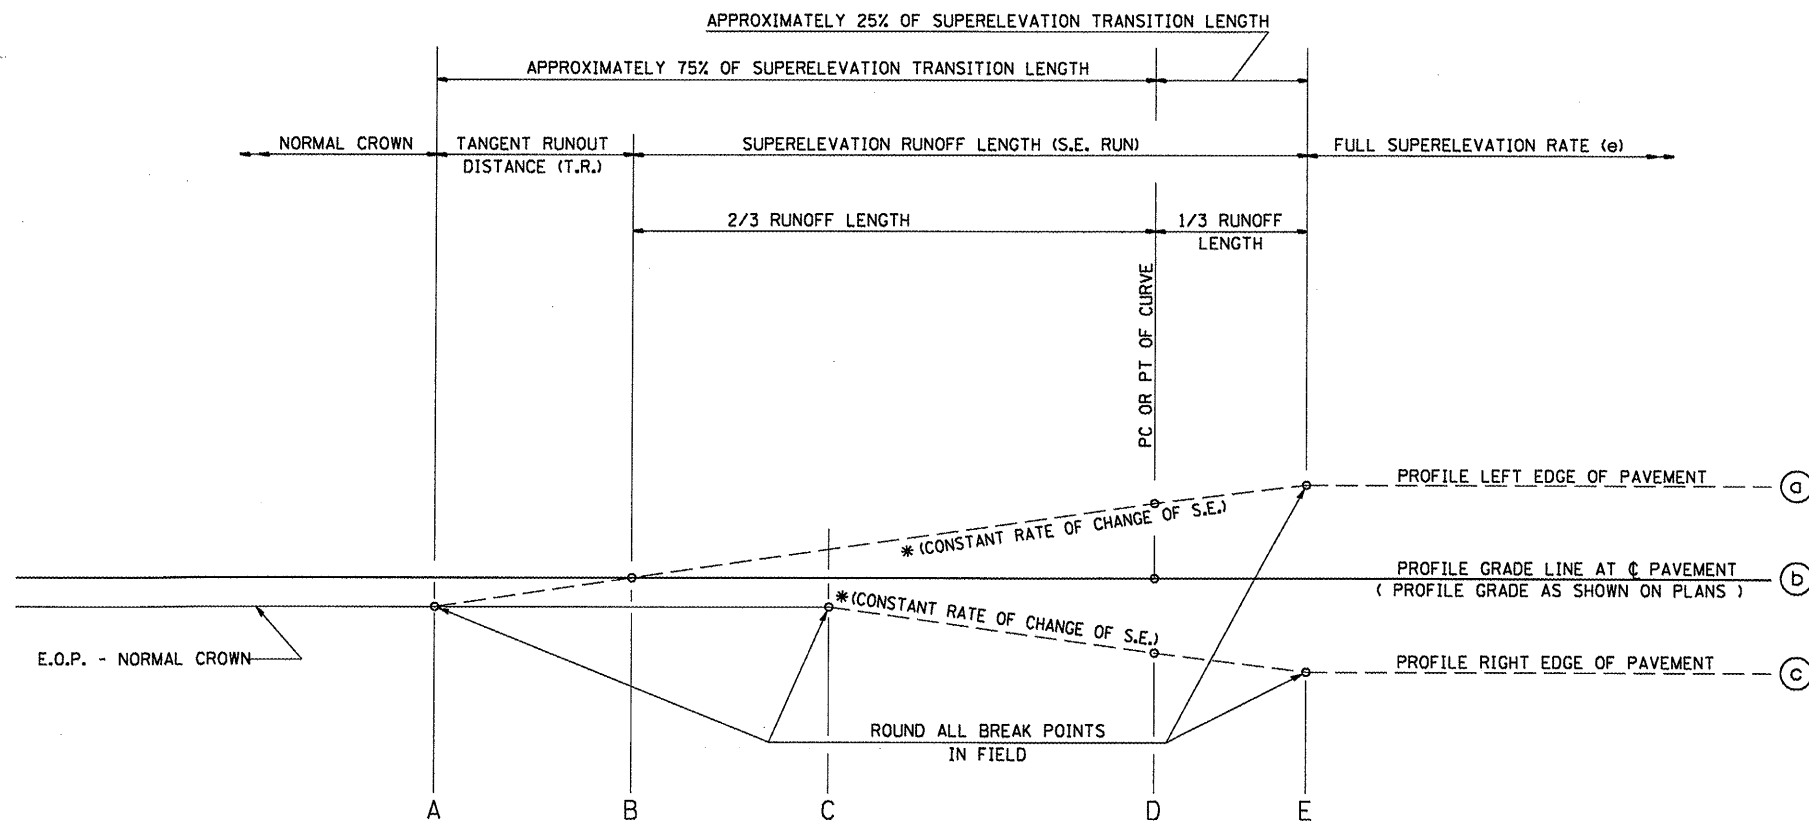 APPROXIMATELY 25% OF SUPERELEVATION TRANSITION LENGTH
APPROXIMATELY 75% OF SUPERELEVATION TRANSITION LENGTH
NORMAL CROWN
TANGENT RUNOUT
DISTANCE (T.R.)
SUPERELEVATION RUNOFF LENGTH (S.E. RUN)
FULL SUPERELEVATION RATE (e)
2/3 RUNOFF LENGTH
1/3 RUNOFF
LENGTH
PC OR PT OF CURVE
PROFILE LEFT EDGE OF PAVEMENT
a
* (CONSTANT RATE OF CHANGE OF S.E.)
PROFILE GRADE LINE AT ℄ PAVEMENT
( PROFILE GRADE AS SHOWN ON PLANS )
b
* (CONSTANT RATE OF CHANGE OF S.E.)
E.O.P. - NORMAL CROWN
PROFILE RIGHT EDGE OF PAVEMENT
c
ROUND ALL BREAK POINTS
IN FIELD
A B C D E